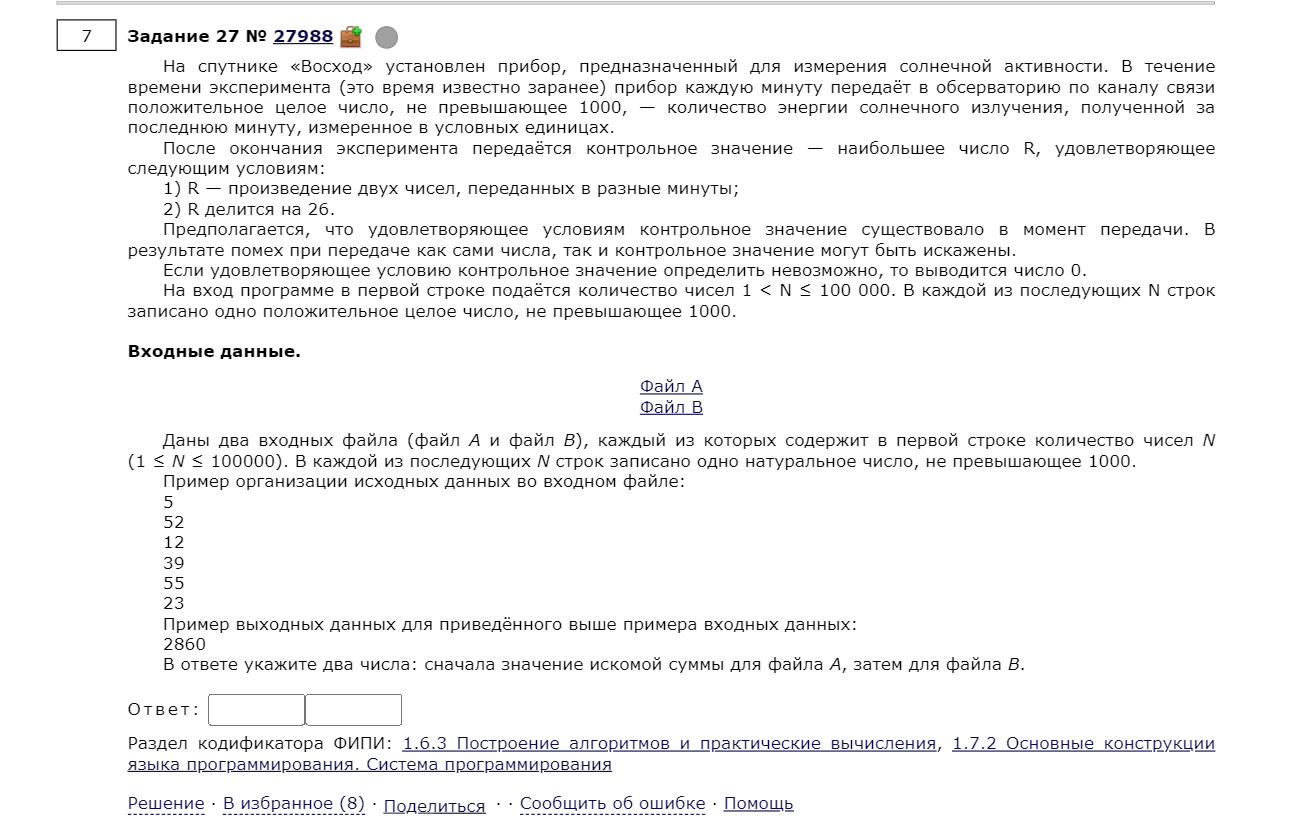 7
Задание 27 № 27988
На спутнике «Восход» установлен прибор, предназначенный для измерения солнечной активности. В течение
времени эксперимента (это время известно заранее) прибор каждую минуту передаёт в обсерваторию по каналу связи
положительное целое число, не превышающее 1000, — количество энергии солнечного излучения, полученной за
последнюю минуту, измеренное в условных единицах.
После окончания эксперимента передаётся контрольное значение — наибольшее число R, удовлетворяющее
следующим условиям:
1) R — произведение двух чисел, переданных в разные минуты;
2) R делится на 26.
Предполагается, что удовлетворяющее условиям контрольное значение существовало в момент передачи. В
результате помех при передаче как сами числа, так и контрольное значение могут быть искажены.
Если удовлетворяющее условию контрольное значение определить невозможно, то выводится число 0.
На вход программе в первой строке подаётся количество чисел 1 < N ≤ 100 000. В каждой из последующих N строк
записано одно положительное целое число, не превышающее 1000.
Входные данные.
Файл A
Файл B
Даны два входных файла (файл A и файл B), каждый из которых содержит в первой строке количество чисел N
(1 ≤ N ≤ 100000). В каждой из последующих N строк записано одно натуральное число, не превышающее 1000.
Пример организации исходных данных во входном файле:
5
52
12
39
55
23
Пример выходных данных для приведённого выше примера входных данных:
2860
В ответе укажите два числа: сначала значение искомой суммы для файла A, затем для файла B.
Ответ:
Раздел кодификатора ФИПИ: 1.6.3 Построение алгоритмов и практические вычисления, 1.7.2 Основные конструкции
языка программирования. Система программирования
Решение · В избранное (8) · Поделиться · · Сообщить об ошибке · Помощь